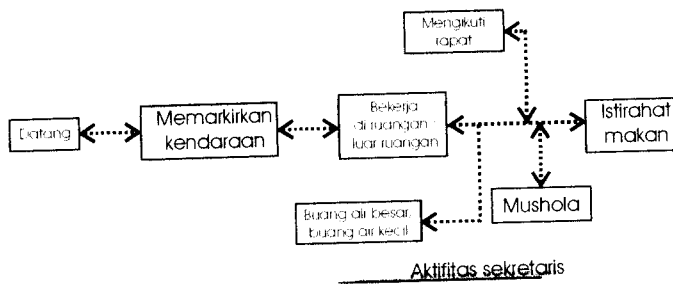 Mengikuti
rapat
Datang
Memarkirkan
kendaraan
Bekerja
di ruangan
luar ruangan
Istirahat
makan
Buang air besar,
buang air kecil
Mushola
Aktifitas sekretaris